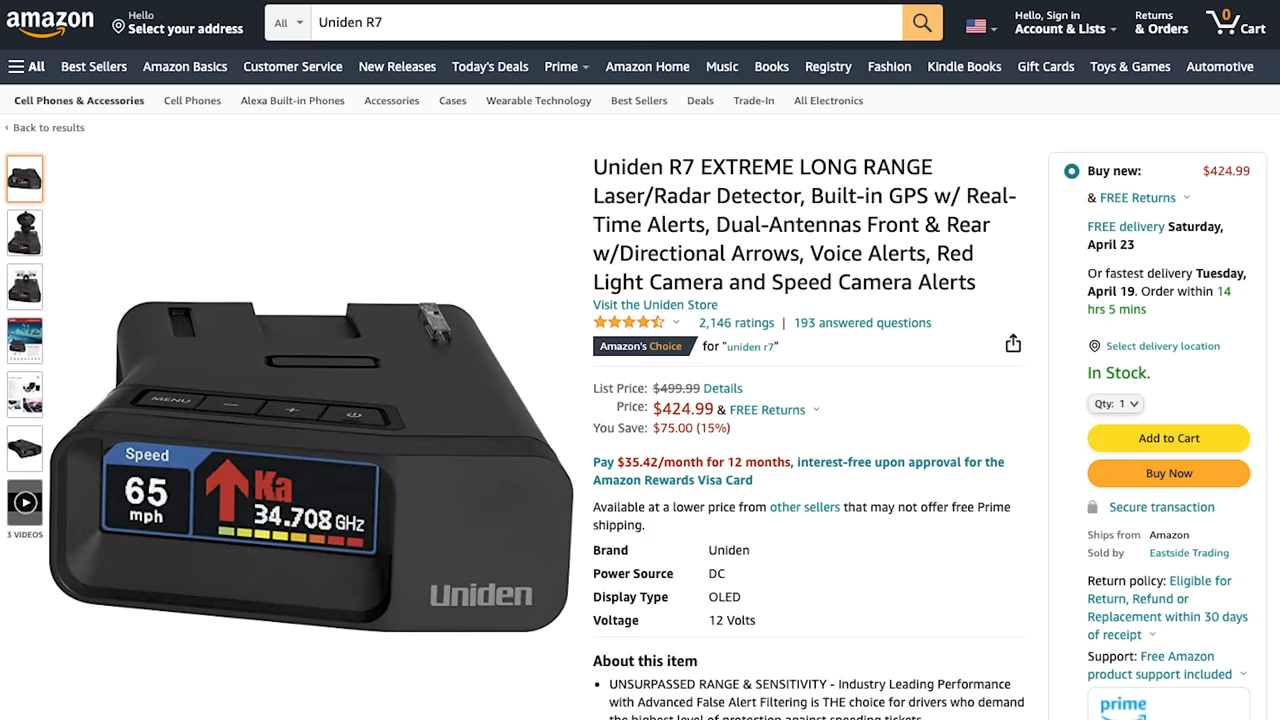 amazon
Hello
Select your address
All
Uniden R7
Hello, Sign in
Account & Lists
Returns
& Orders
0
Cart
All
Best Sellers
Amazon Basics
Customer Service
New Releases
Today's Deals
Prime
Amazon Home
Music
Books
Registry
Fashion
Kindle Books
Gift Cards
Toys & Games
Automotive
Cell Phones & Accessories
Cell Phones
Alexa Built-in Phones
Accessories
Cases
Wearable Technology
Best Sellers
Deals
Trade-In
All Electronics
‹ Back to results
3 VIDEOS
MENU
Speed
65
mph
Ka
34.708 GHz
Uniden
Uniden R7 EXTREME LONG RANGE
Laser/Radar Detector, Built-in GPS w/ Real-
Time Alerts, Dual-Antennas Front & Rear
w/Directional Arrows, Voice Alerts, Red
Light Camera and Speed Camera Alerts
Visit the Uniden Store
2,146 ratings | 193 answered questions
Amazon's Choice for "uniden r7"
List Price: $499.99 Details
Price: $424.99 & FREE Returns
You Save: $75.00 (15%)
Pay $35.42/month for 12 months, interest-free upon approval for the
Amazon Rewards Visa Card
Available at a lower price from other sellers that may not offer free Prime
shipping.
Brand Uniden
Power Source DC
Display Type OLED
Voltage 12 Volts
About this item
• UNSURPASSED RANGE & SENSITIVITY - Industry Leading Performance
with Advanced False Alert Filtering is THE choice for drivers who demand
the highest level of protection against speeding tickets
Buy new: $424.99
& FREE Returns
FREE delivery Saturday,
April 23
Or fastest delivery Tuesday,
April 19. Order within 14
hrs 5 mins
Select delivery location
In Stock.
Qty: 1
Add to Cart
Buy Now
Secure transaction
Ships from Amazon
Sold by Eastside Trading
Return policy: Eligible for
Return, Refund or
Replacement within 30 days
of receipt
Support: Free Amazon
product support included
prime